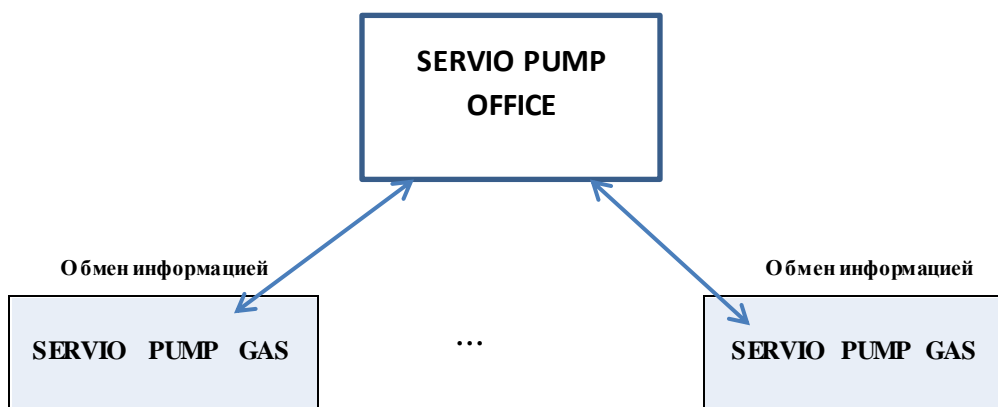 SERVIO PUMP
OFFICE
Обмен информацией
Обмен информацией
SERVIO PUMP GAS
...
SERVIO PUMP GAS